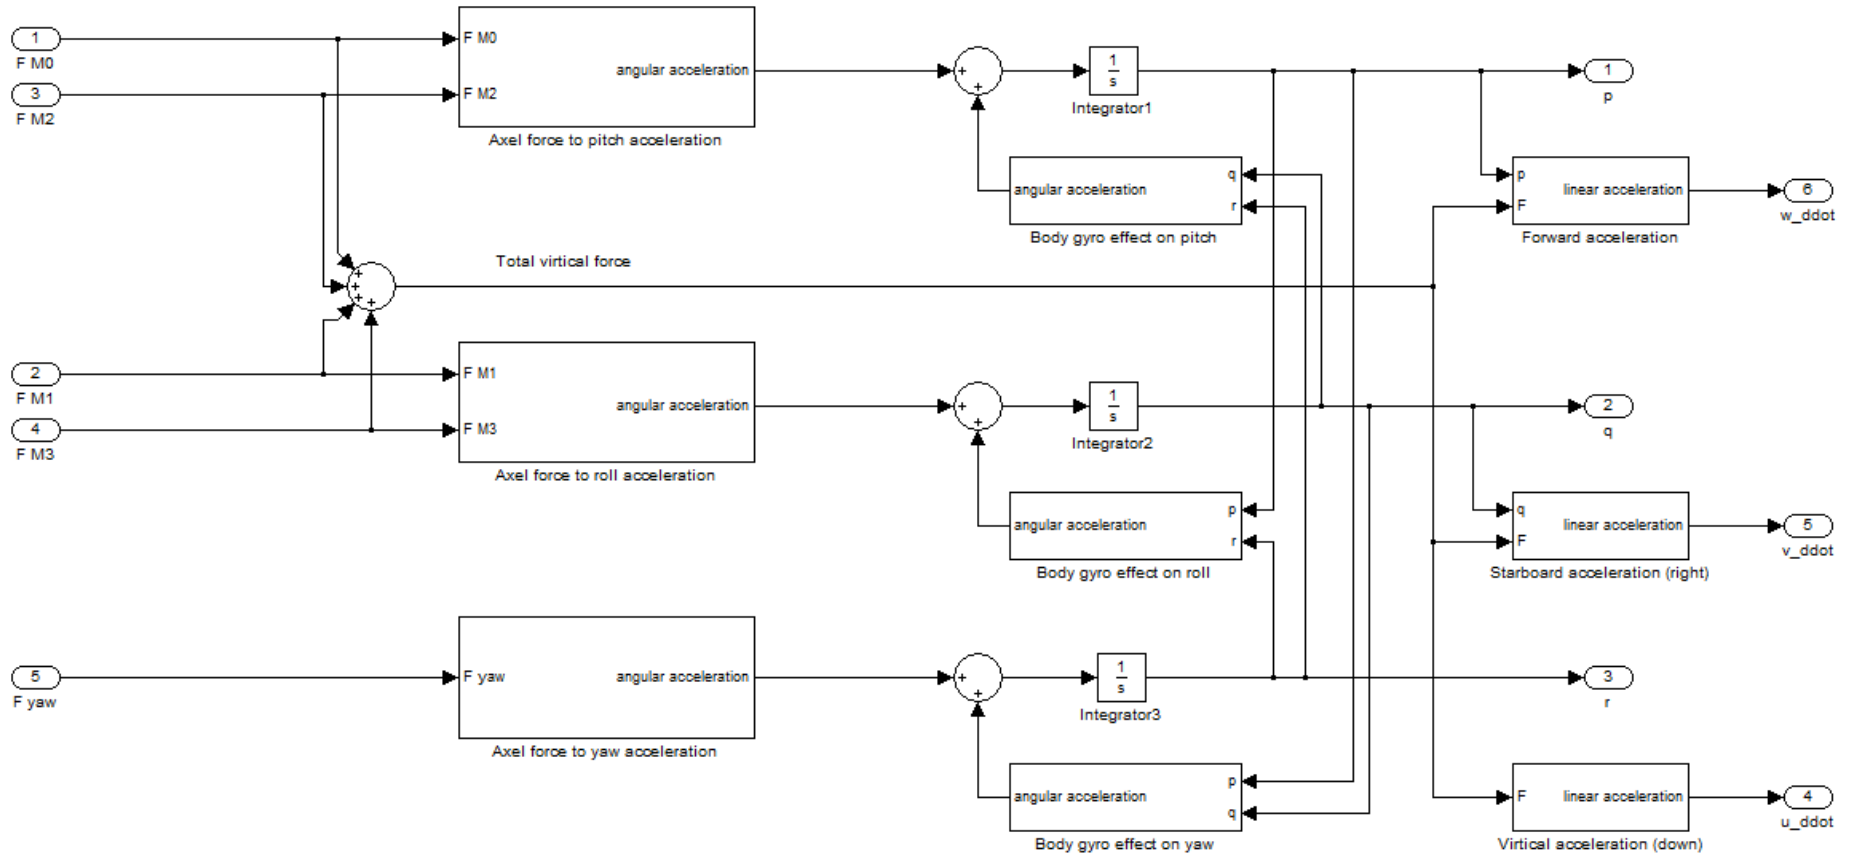 1
F M0
3
F M2
F M0
angular acceleration
F M2
Axel force to pitch acceleration
+
+
1
s
Integrator1
1
p
angular acceleration
q
r
Body gyro effect on pitch
p
linear acceleration
F
Forward acceleration
6
w_ddot
Total virtical force
+
+
+
+
2
F M1
4
F M3
F M1
angular acceleration
F M3
Axel force to roll acceleration
+
+
1
s
Integrator2
2
q
angular acceleration
p
r
Body gyro effect on roll
q
linear acceleration
F
Starboard acceleration (right)
5
v_ddot
5
F yaw
F yaw
angular acceleration
Axel force to yaw acceleration
+
+
1
s
Integrator3
3
r
angular acceleration
p
q
Body gyro effect on yaw
F
linear acceleration
Virtical acceleration (down)
4
u_ddot